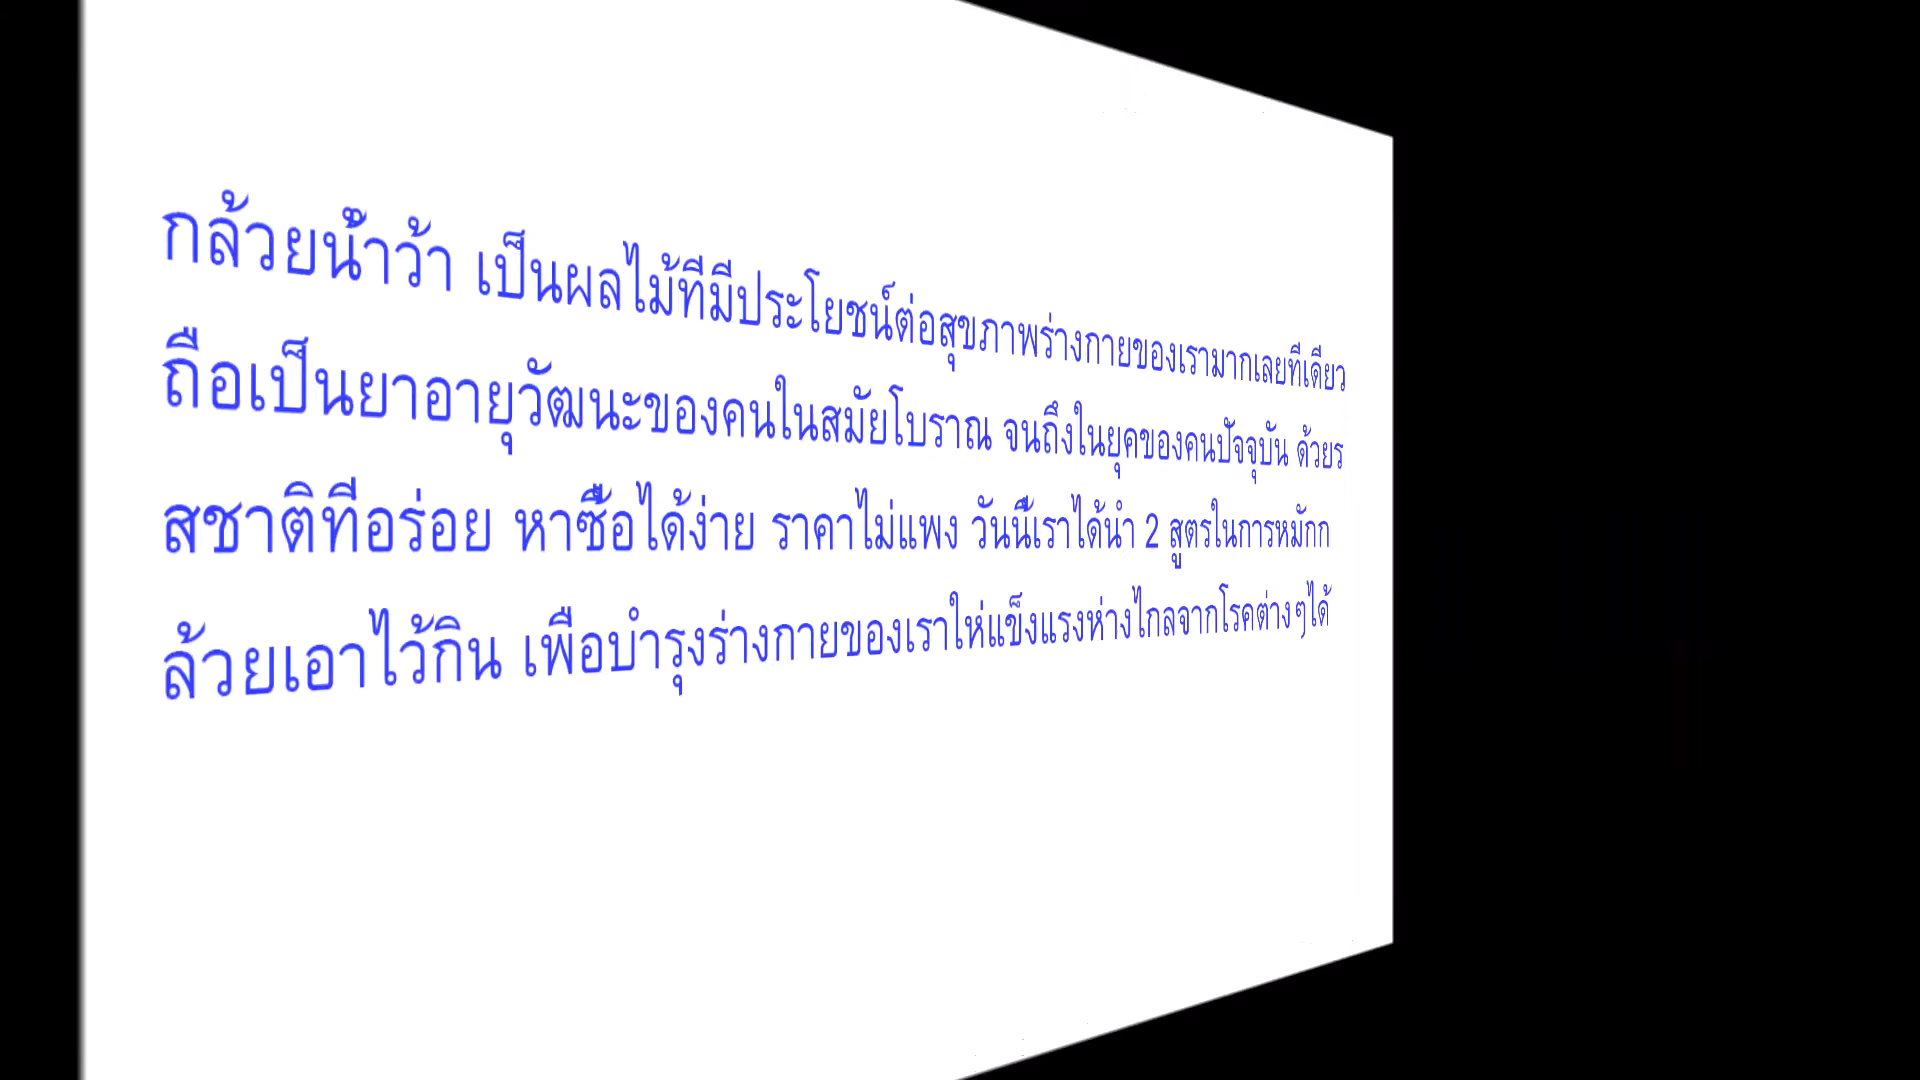 กล้วยน้ำว้า เป็นผลไม้ที่มีประโยชน์ต่อสุขภาพร่างกายของเรามากเลยทีเดียว
ถือเป็นยาอายุวัฒนะของคนในสมัยโบราณ จนถึงในยุคของคนปัจจุบัน ด้วยร
สชาติที่อร่อย หาซื้อได้ง่าย ราคาไม่แพง วันนี้เราได้นำ 2 สูตรในการหมักก
ล้วยเอาไว้กิน เพื่อบำรุงร่างกายของเราให่แข็งแรงห่างไกลจากโรคต่างๆได้